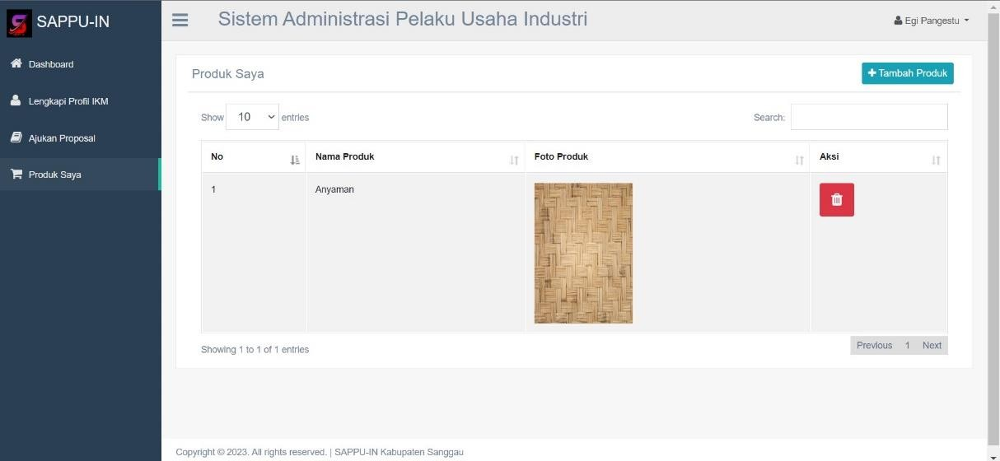 SAPPU-IN
Sistem Administrasi Pelaku Usaha Industri
Egi Pangestu
Dashboard
Lengkapi Profil IKM
Ajukan Proposal
Produk Saya
Produk Saya
Tambah Produk
Show 10 entries
Search:
No Nama Produk Foto Produk Aksi
1 Anyaman
Showing 1 to 1 of 1 entries
Previous 1 Next
Copyright © 2023. All rights reserved. | SAPPU-IN Kabupaten Sanggau